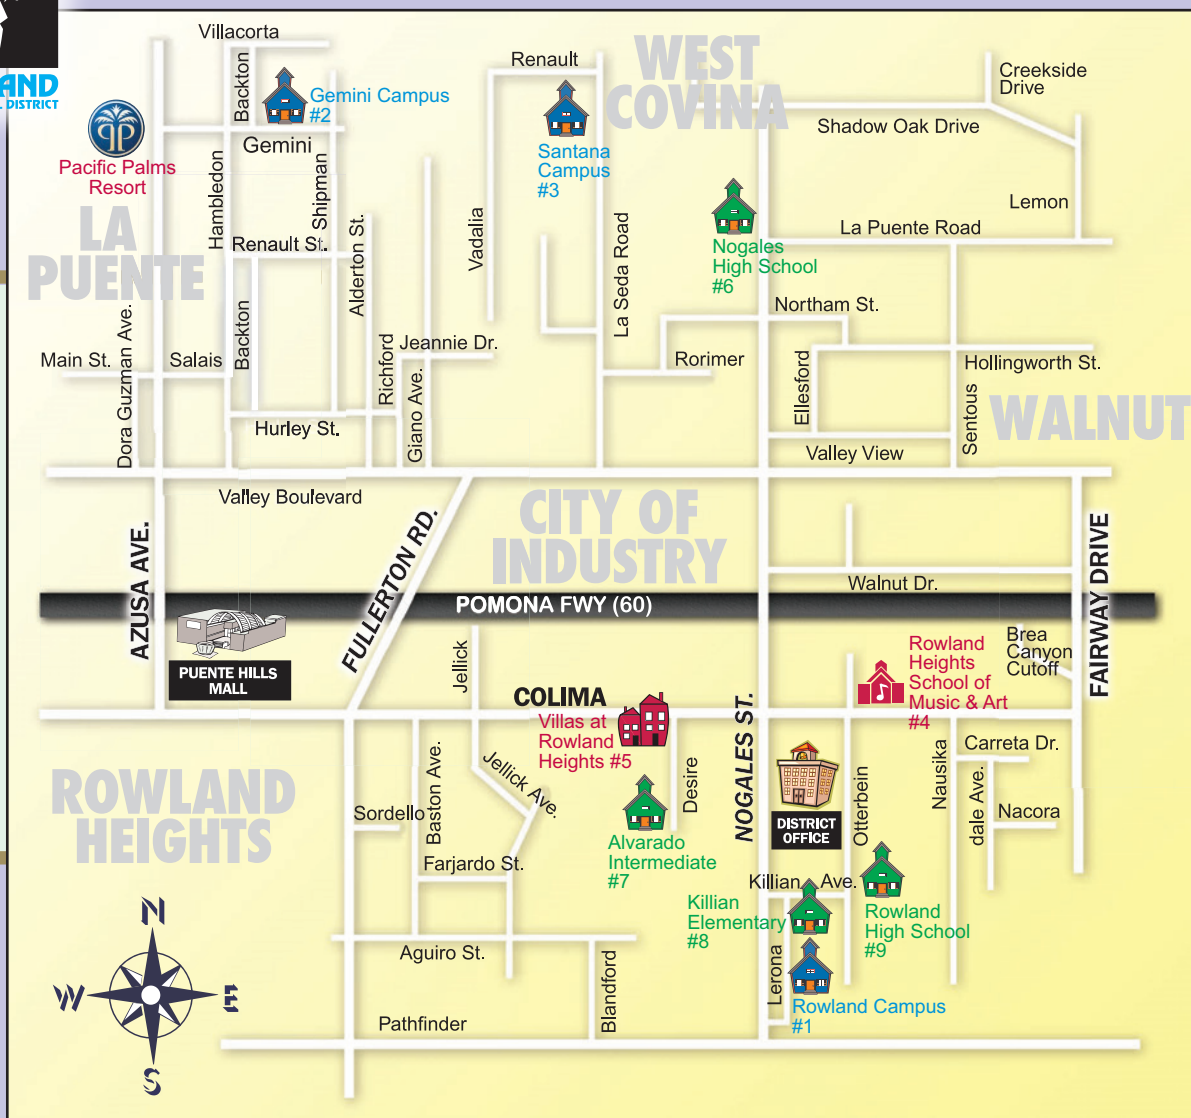 AND
L DISTRICT
Villacorta
Backton
Gemini Campus
#2
Gemini
Pacific Palms
Resort
Hambledon
Shipman
Renault St.
Alderton St.
LA
PUENTE
Renault
Santana
Campus
#3
Vadalia
La Seda Road
WEST
COVINA
Creekside
Drive
Shadow Oak Drive
Lemon
La Puente Road
Nogales
High School
#6
Northam St.
Main St.
Dora Guzman Ave.
Salais
Backton
Richford
Jeannie Dr.
Giano Ave.
Hurley St.
Rorimer
Ellesford
Hollingworth St.
Sentous
WALNUT
Valley View
Valley Boulevard
CITY OF
INDUSTRY
AZUSA AVE.
FULLERTON RD.
FAIRWAY DRIVE
Walnut Dr.
POMONA FWY (60)
PUENTE HILLS
MALL
Jellick
COLIMA
Villas at
Rowland
Heights #5
NOGALES ST.
Rowland
Heights
School of
Music & Art
#4
Brea
Canyon
Cutoff
ROWLAND
HEIGHTS
Sordello
Baston Ave.
Jellick Ave.
Desire
Alvarado
Intermediate
#7
DISTRICT
OFFICE
Otterbein
Nausika
Carreta Dr.
dale Ave.
Nacora
Farjardo St.
Killian Ave.
Killian
Elementary
#8
Rowland
High School
#9
Aguiro St.
Blandford
Lerona
Rowland Campus
#1
Pathfinder
N
W
E
S